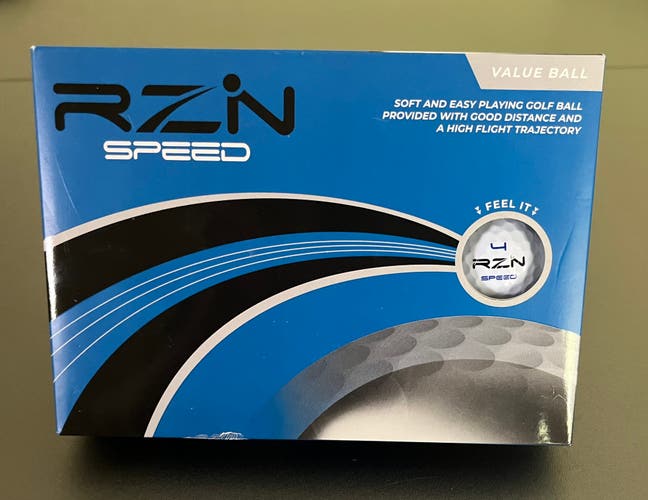 VALUE BALL
RZN
SPEED
SOFT AND EASY PLAYING GOLF BALL
PROVIDED WITH GOOD DISTANCE AND
A HIGH FLIGHT TRAJECTORY
FEEL IT
4
RZN
SPEED